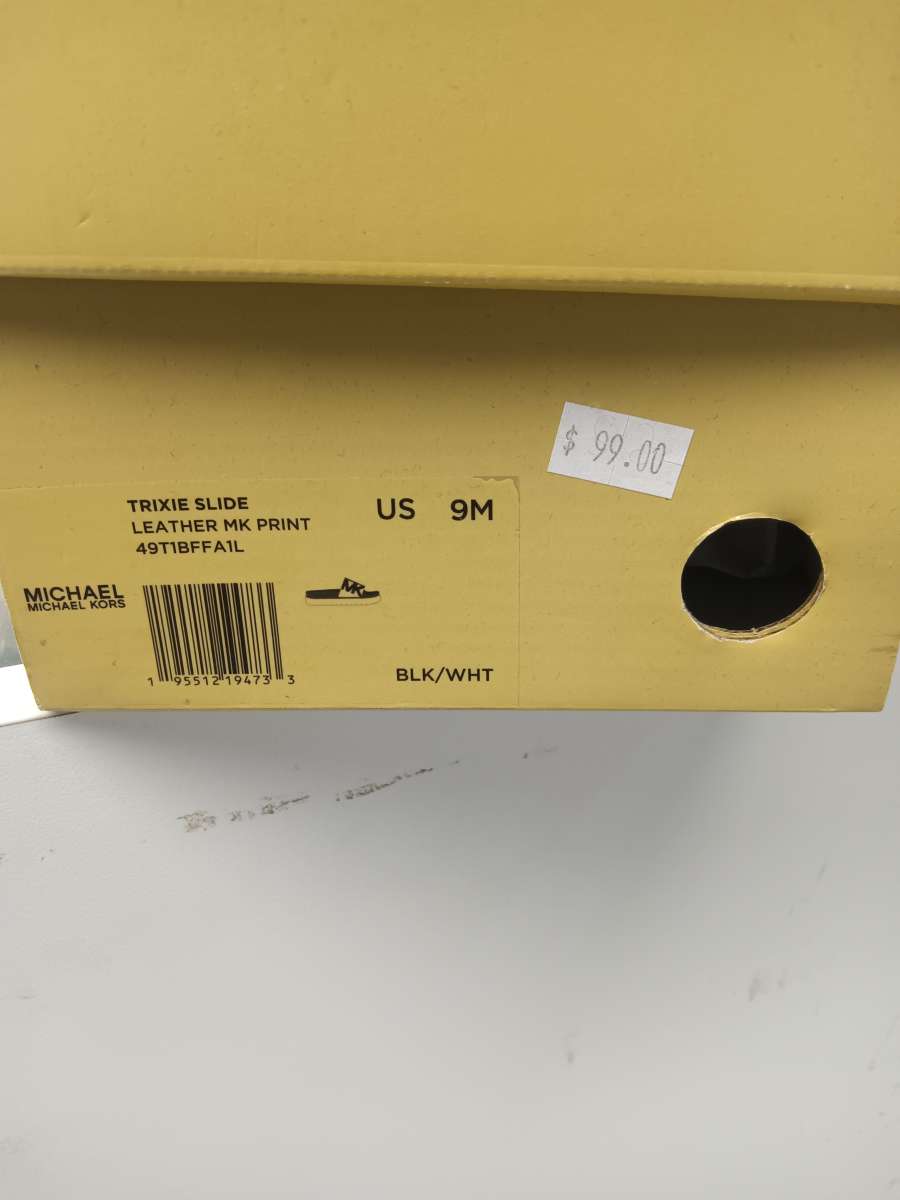 $ 99.00
TRIXIE SLIDE
LEATHER MK PRINT
49T1BFFA1L
US 9M
MICHAEL
MICHAEL KORS
MK
1 95512 19473 3
BLK/WHT